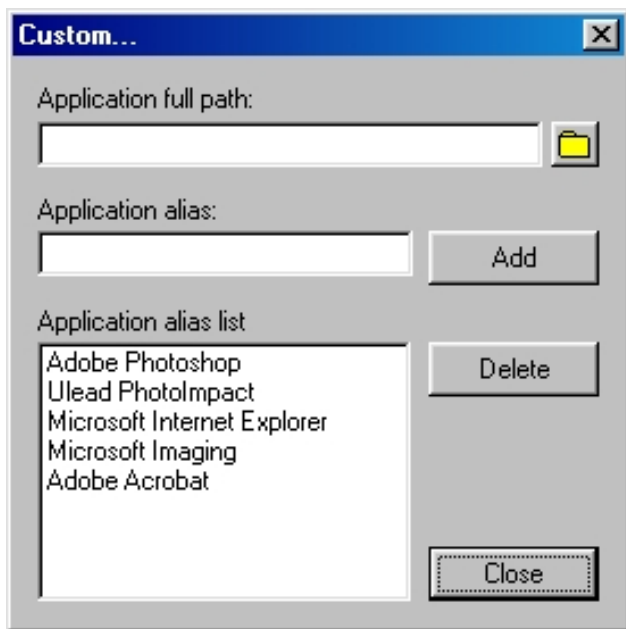 Custom...
Application full path:
Application alias:
Add
Application alias list
Adobe Photoshop
Ulead PhotoImpact
Microsoft Internet Explorer
Microsoft Imaging
Adobe Acrobat
Delete
Close